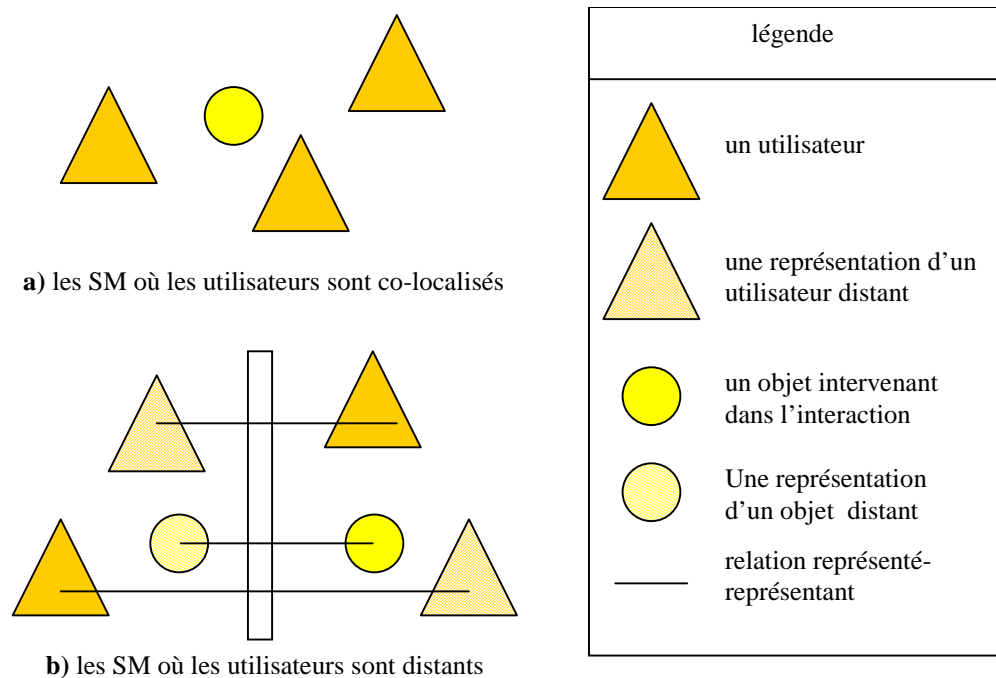 a) les SM où les utilisateurs sont co-localisés
b) les SM où les utilisateurs sont distants
légende
un utilisateur
une représentation d'un
utilisateur distant
un objet intervenant
dans l'interaction
Une représentation
d'un objet distant
relation représenté-
représentant